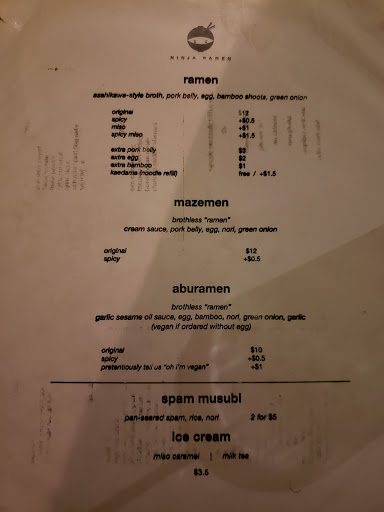 NINJA RAMEN
ramen
asahikawa-style broth, pork belly, egg, bamboo shoots, green onion
original $12
spicy +$0.5
miso +$1
spicy miso +$1.5
extra pork belly $3
extra egg $2
extra bamboo $1
kaedama (noodle refill) free / +$1.5
mazemen
brothless "ramen"
cream sauce, pork belly, egg, nori, green onion
original $12
spicy +$0.5
aburamen
brothless "ramen"
garlic sesame oil sauce, egg, bamboo, nori, green onion, garlic
(vegan if ordered without egg)
original $10
spicy +$0.5
pretentiously tell us "oh i'm vegan" +$1
spam musubi
pan-seared spam, rice, nori 2 for $5
ice cream
miso caramel | milk tea
$3.5